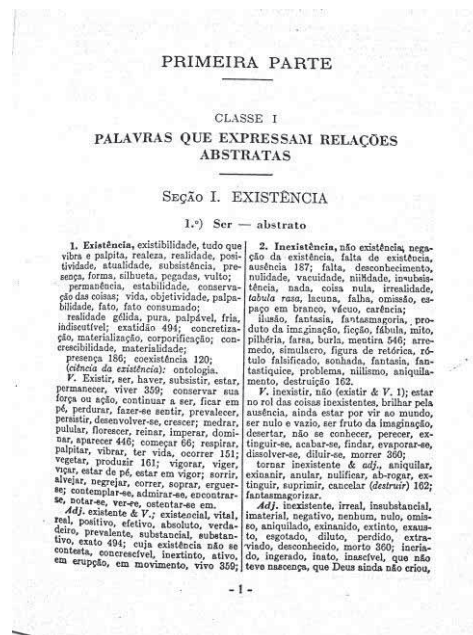 PRIMEIRA PARTE
CLASSE I
PALAVRAS QUE EXPRESSAM RELAÇÕES
ABSTRATAS
SEÇÃO I. EXISTÊNCIA
1.º) Ser — abstrato
1. Existência, existibilidade, tudo que
vibra e palpita, realeza, realidade, posi-
tividade, atualidade, subsistência, pre-
sença, forma, silhueta, pegadas, vulto;
permanência, estabilidade, conserva-
ção das coisas; vida, objetividade, palpa-
bilidade, fato, fato consumado;
realidade gélida, pura, palpável, fria,
indiscutível; exatidão 494; concretiza-
ção, materialização, corporificação; con-
crescibilidade, materialidade;
presença 186; coexistência 120;
(ciência da existência): ontologia.
V. Existir, ser, haver, subsistir, estar,
permanecer, viver 359; conservar sua
força ou ação, continuar a ser, ficar em
pé, perdurar, fazer-se sentir, prevalecer,
persistir, desenvolver-se, crescer; medrar,
pulular, florescer, reinar, imperar, domi-
nar, aparecer 446; começar 66; respirar,
palpitar, vibrar, ter vida, ocorrer 151;
vegetar, produzir 161; vigorar, viger,
viçar, estar de pé, estar em vigor; sorrir,
alvejar, negrejar, correr, soprar, erguer-
se; contemplar-se, admirar-se, encontrar-
se, notar-se, ver-se, ostentar-se em.
Adj. existente & V.; existencial, vital,
real, positivo, efetivo, absoluto, verda-
deiro, prevalente, substancial, substan-
tivo, exato 494; cuja existência não se
contesta, concrescível, inextinto, ativo,
em erupção, em movimento, vivo 359;
2. Inexistência, não existência, nega-
ção da existência, falta de existência,
ausência 187; falta, desconhecimento,
nulidade, vacuidade, niilidade, insubsis-
tência, nada, coisa nula, irrealidade,
tabula rasa, lacuna, falha, omissão, es-
paço em branco, vácuo, carência;
ilusão, fantasia, fantasmagoria, pro-
duto da imaginação, ficção, fábula, mito,
pilhéria, farsa, burla, mentira 546; arre-
medo, simulacro, figura de retórica, ró-
tulo falsificado, sonhada, fantasia, fan-
tastiquice, problema, niilismo, aniquila-
mento, destruição 162.
V. inexistir, não (existir & V. 1); estar
no rol das coisas inexistentes, brilhar pela
ausência, ainda estar por vir ao mundo,
ser nulo e vazio, ser fruto da imaginação,
desertar, não se conhecer, perecer, ex-
tinguir-se, acabar-se, findar, evaporar-se,
dissolver-se, diluir-se, morrer 360;
tornar inexistente & adj., aniquilar,
exinanir, anular, nulificar, ab-rogar, ex-
tinguir, suprimir, cancelar (destruir) 162;
fantasmagorizar.
Adj. inexistente, irreal, insubstancial,
imaterial, negativo, nenhum, nulo, omis-
so, aniquilado, exinanido, extinto, exaus-
to, esgotado, diluto, perdido, extra-
viado, desconhecido, morto 360; incria-
do, ingerado, inato, inascível, que não
teve nascença, que Deus ainda não criou,
- 1 -